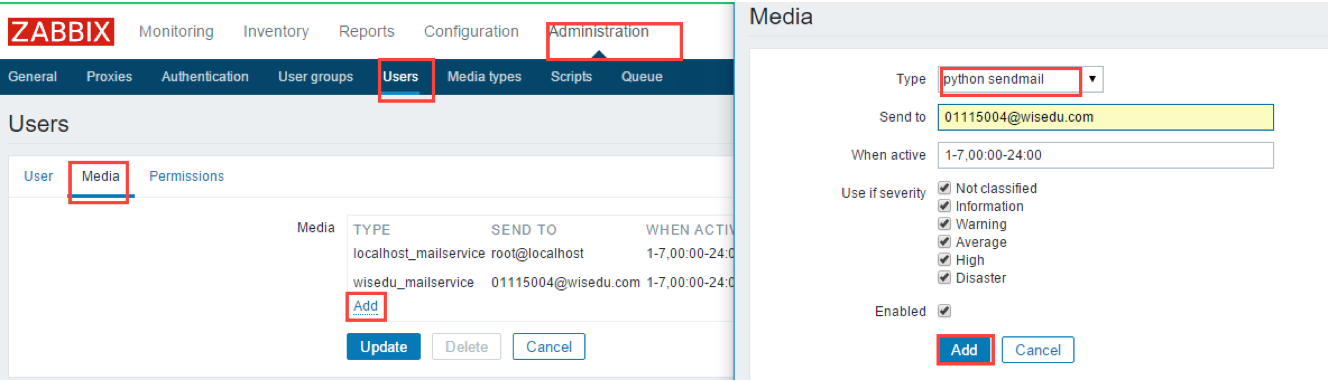 ZABBIX Monitoring Inventory Reports Configuration Administration
General Proxies Authentication User groups Users Media types Scripts Queue
Users
User Media Permissions
Media TYPE SEND TO WHEN ACTIV
localhost_mailservice root@localhost 1-7,00:00-24:0
wisedu_mailservice 01115004@wisedu.com 1-7,00:00-24:0
Add
Update Delete Cancel
Media
Type python sendmail
Send to 01115004@wisedu.com
When active 1-7,00:00-24:00
Use if severity Not classified
Information
Warning
Average
High
Disaster
Enabled
Add Cancel